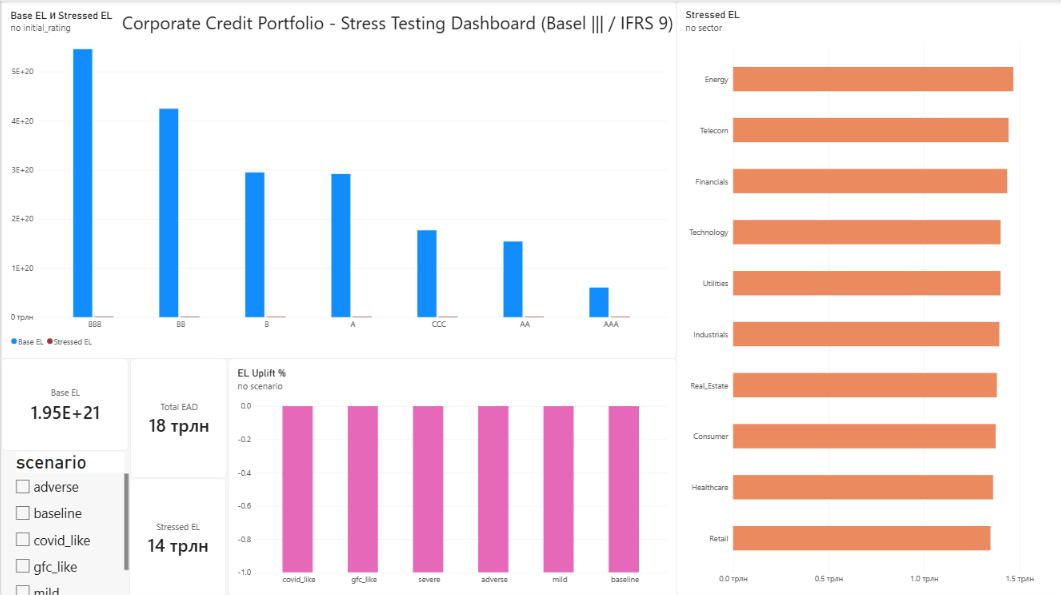 Base EL и Stressed EL
по initial_rating
Corporate Credit Portfolio - Stress Testing Dashboard (Basel ||| / IFRS 9)
5E+20
4E+20
3E+20
2E+20
1E+20
0 трлн
BBB
BB
B
A
CCC
AA
AAA
Base EL
Stressed EL
Base EL
1.95E+21
Total EAD
18 трлн
scenario
adverse
baseline
covid_like
gfc_like
mild
Stressed EL
14 трлн
EL Uplift %
по scenario
0.0
-0.2
-0.4
-0.6
-0.8
-1.0
covid_like
gfc_like
severe
adverse
mild
baseline
Stressed EL
по sector
Energy
Telecom
Financials
Technology
Utilities
Industrials
Real_Estate
Consumer
Healthcare
Retail
0.0 трлн
0.5 трлн
1.0 трлн
1.5 трлн